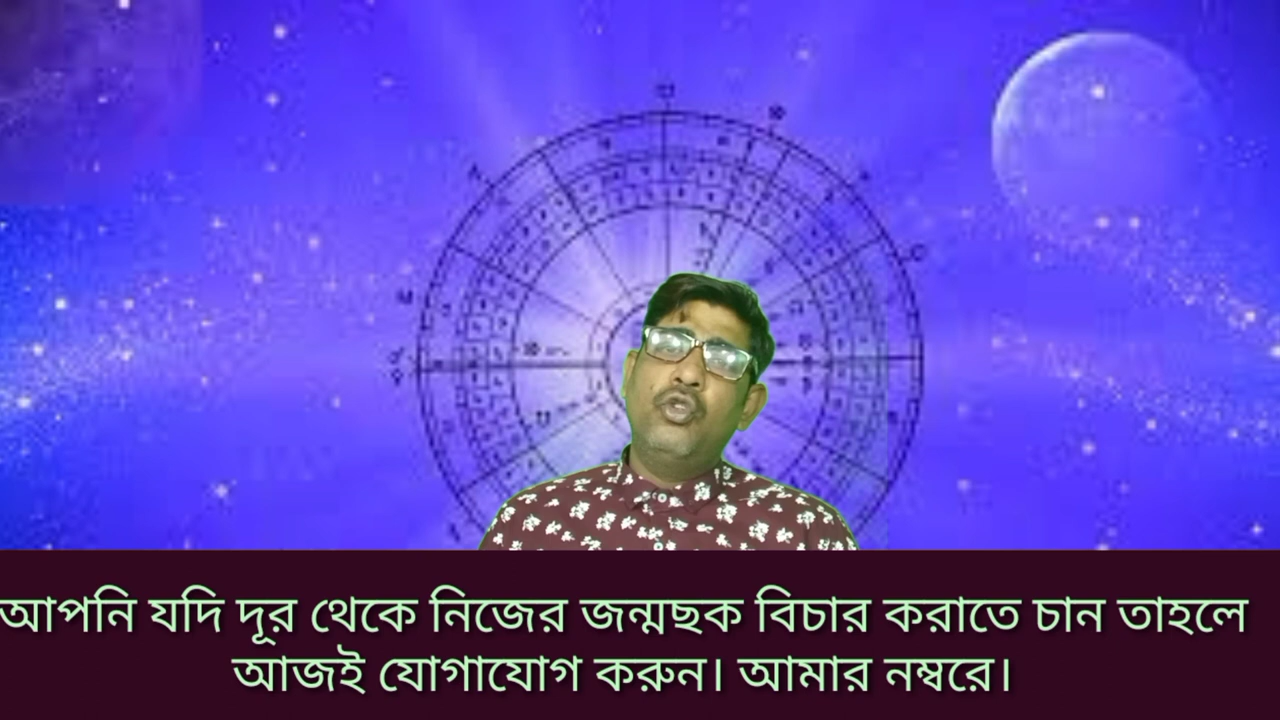 আপনি যদি দূর থেকে নিজের জন্মছক বিচার করাতে চান তাহলে
আজই যোগাযোগ করুন। আমার নম্বরে।